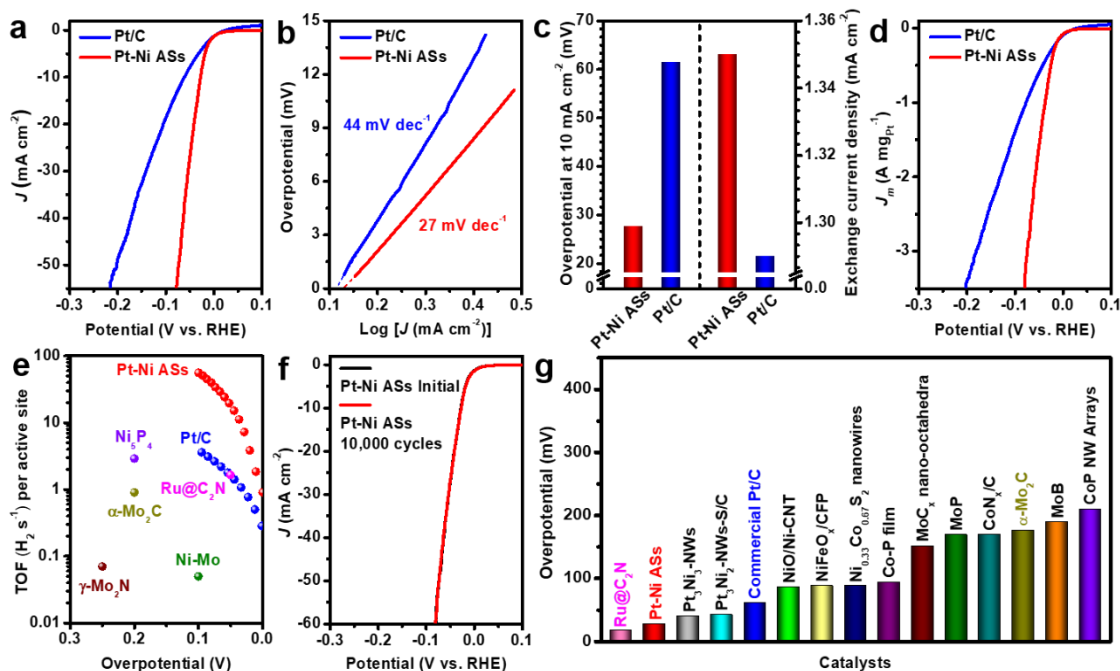 a
0
-10
-20
-30
-40
-50
J (mA cm⁻²)
Pt/C
Pt-Ni ASs
-0.3 -0.2 -0.1 0.0 0.1
Potential (V vs. RHE)
b
15
12
9
6
3
0
Overpotential (mV)
Pt/C
Pt-Ni ASs
44 mV dec⁻¹
27 mV dec⁻¹
0.1 0.2 0.3 0.4 0.5
Log [J (mA cm⁻²)]
c
70
60
50
40
30
20
Overpotential at 10 mA cm⁻² (mV)
1.36
1.34
1.32
1.30
0.0
Exchange current density (mA cm⁻²)
Pt-Ni ASs
Pt/C
Pt-Ni ASs
Pt/C
d
0
-1
-2
-3
Jₘ (A mg_Pt⁻¹)
Pt/C
Pt-Ni ASs
-0.3 -0.2 -0.1 0.0 0.1
Potential (V vs. RHE)
e
100
10
1
0.1
0.01
TOF (H₂ s⁻¹) per active site
Pt-Ni ASs
Ni₅P₄
Pt/C
Ru@C₂N
α-Mo₂C
Ni-Mo
γ-Mo₂N
0.3 0.2 0.1 0.0
Overpotential (V)
f
0
-10
-20
-30
-40
-50
-60
J (mA cm⁻²)
Pt-Ni ASs Initial
Pt-Ni ASs
10,000 cycles
-0.3 -0.2 -0.1 0.0 0.1
Potential (V vs. RHE)
g
450
300
150
0
Overpotential (mV)
Ru@C₂N
Pt-Ni ASs
Pt₃Ni₃-NWs
Pt₃Ni₂-NWs-S/C
Commercial Pt/C
NiO/Ni-CNT
NiFeOₓ/CFP
Ni₀.₃₃Co₀.₆₇S₂ nanowires
Co-P film
MoCₓ nano-octahedra
MoP
CoNₓ/C
α-Mo₂C
MoB
CoP NW Arrays
Catalysts